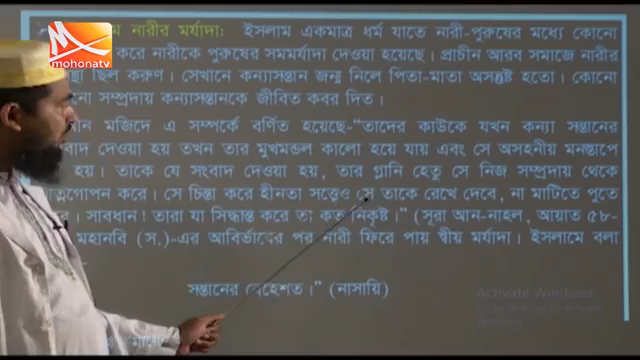 mohonatv
নারীর মর্যাদা: ইসলাম একমাত্র ধর্ম যাতে নারী-পুরুষের মধ্যে কোনো
করে নারীকে পুরুষের সমমর্যাদা দেওয়া হয়েছে। প্রাচীন আরব সমাজে নারীর
ছিল করুণ। সেখানে কন্যাসন্তান জন্ম নিলে পিতা-মাতা অসন্তুষ্ট হতো। কোনো
সম্প্রদায় কন্যাসন্তানকে জীবিত কবর দিত।
মজিদে এ সম্পর্কে বর্ণিত হয়েছে-“তাদের কাউকে যখন কন্যা সন্তানের
দেওয়া হয় তখন তার মুখমন্ডল কালো হয়ে যায় এবং সে অসহনীয় মনস্তাপে
হয়। তাকে যে সংবাদ দেওয়া হয়, তার গ্লানি হেতু সে নিজ সম্প্রদায় থেকে
করে। সে চিন্তা করে হীনতা সত্ত্বেও সে তাকে রেখে দেবে, না মাটিতে পুতে
সাবধান! তারা যা সিদ্ধান্ত করে তা কত নিকৃষ্ট।” (সূরা আন-নাহল, আয়াত ৫৮-
মহানবি (স.)-এর আবির্ভাবের পর নারী ফিরে পায় স্বীয় মর্যাদা। ইসলামে বলা
সন্তানের বেহেশত।” (নাসায়ি)
Activate Windows